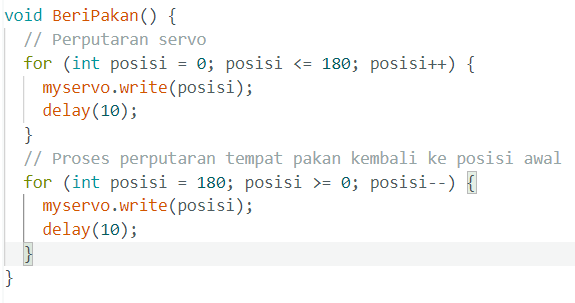 void BeriPakan() {
  // Perputaran servo
  for (int posisi = 0; posisi <= 180; posisi++) {
    myservo.write(posisi);
    delay(10);
  }
  // Proses perputaran tempat pakan kembali ke posisi awal
  for (int posisi = 180; posisi >= 0; posisi--) {
    myservo.write(posisi);
    delay(10);
  }
}